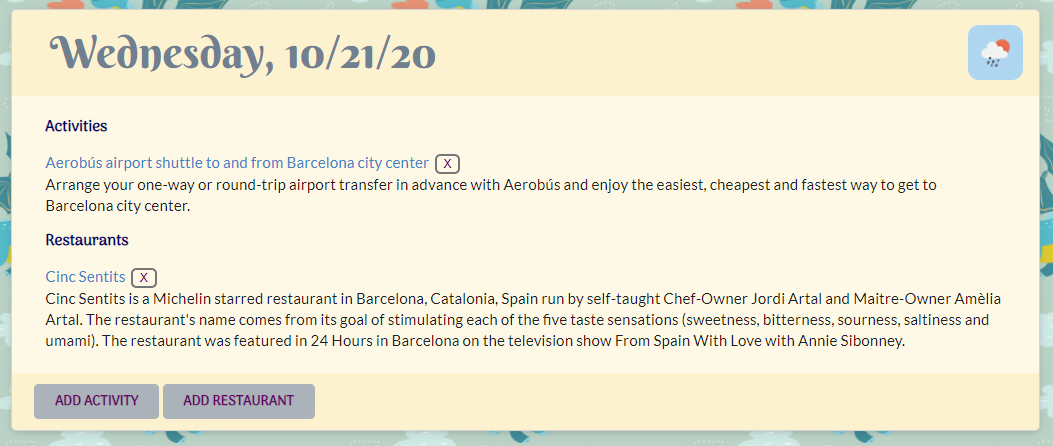 Wednesday, 10/21/20
Activities
Aerobús airport shuttle to and from Barcelona city center X
Arrange your one-way or round-trip airport transfer in advance with Aerobús and enjoy the easiest, cheapest and fastest way to get to
Barcelona city center.
Restaurants
Cinc Sentits X
Cinc Sentits is a Michelin starred restaurant in Barcelona, Catalonia, Spain run by self-taught Chef-Owner Jordi Artal and Maitre-Owner Amèlia
Artal. The restaurant's name comes from its goal of stimulating each of the five taste sensations (sweetness, bitterness, sourness, saltiness and
umami). The restaurant was featured in 24 Hours in Barcelona on the television show From Spain With Love with Annie Sibonney.
ADD ACTIVITY ADD RESTAURANT